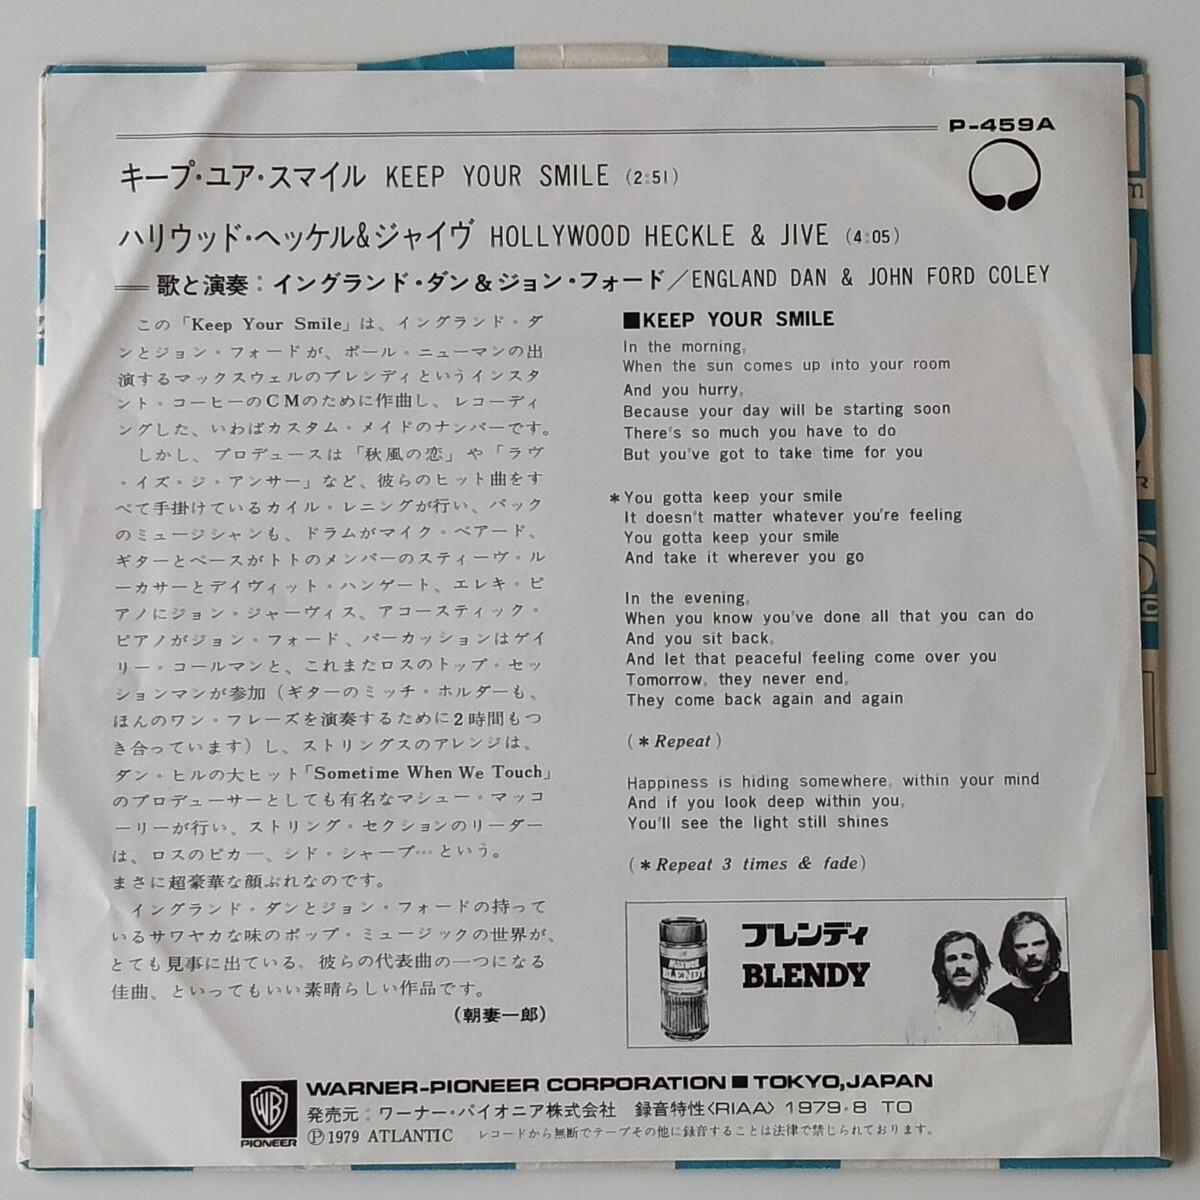 P-459A
キープ・ユア・スマイル KEEP YOUR SMILE (2:51)
ハリウッド・ヘッケル&ジャイヴ HOLLYWOOD HECKLE & JIVE (4:05)
歌と演奏:イングランド・ダン&ジョン・フォード/ENGLAND DAN & JOHN FORD COLEY
この「Keep Your Smile」は、イングランド・ダ
ンとジョン・フォードが、ポール・ニューマンの出
演するマックスウェルのブレンディというインスタ
ント・コーヒーのCMのために作曲し、レコーディ
ングした、いわばカスタム・メイドのナンバーです。
しかし、プロデュースは「秋風の恋」や「ラヴ
・イズ・ジ・アンサー」など、彼らのヒット曲をす
べて手掛けているカイル・レニングが行い、バック
のミュージシャンも、ドラムがマイク・ベアード、
ギターとベースがトトのメンバーのスティーヴ・ル
ーカサーとデイヴィット・ハンゲート、エレキ・ピ
アノにジョン・ジャーヴィス、アコースティック・
ピアノがジョン・フォード、パーカッションはゲイ
リー・コールマンと、これまたロスのトップ・セッ
ションマンが参加(ギターのミッチ・ホルダーも、
ほんのワン・フレーズを演奏するために2時間もつ
き合っています)し、ストリングスのアレンジは、
ダン・ヒルの大ヒット「Sometime When We Touch」
のプロデューサーとしても有名なマシュー・マッコ
ーリーが行い、ストリング・セクションのリーダー
は、ロスのピカ一、シド・シャープ…という。
まさに超豪華な顔ぶれなのです。
イングランド・ダンとジョン・フォードの持って
いるサワヤカな味のポップ・ミュージックの世界が、
とても見事に出ている、彼らの代表曲の一つになる
佳曲、といってもいい素晴らしい作品です。
(朝妻一郎)
■KEEP YOUR SMILE
In the morning,
When the sun comes up into your room
And you hurry,
Because your day will be starting soon
There's so much you have to do
But you've got to take time for you
*You gotta keep your smile
It doesn't matter whatever you're feeling
You gotta keep your smile
And take it wherever you go
In the evening,
When you know you've done all that you can do
And you sit back,
And let that peaceful feeling come over you
Tomorrow, they never end,
They come back again and again
(* Repeat)
Happiness is hiding somewhere, within your mind
And if you look deep within you,
You'll see the light still shines
(* Repeat 3 times & fade)
BLENDY
ブレンディ
BLENDY
WB
PIONEER
WARNER-PIONEER CORPORATION ■ TOKYO, JAPAN
発売元:ワーナー・パイオニア株式会社 録音特性〈RIAA〉1979・8 TO
Ⓟ1979 ATLANTIC レコードから無断でテープその他に録音することは法律で禁じられております。